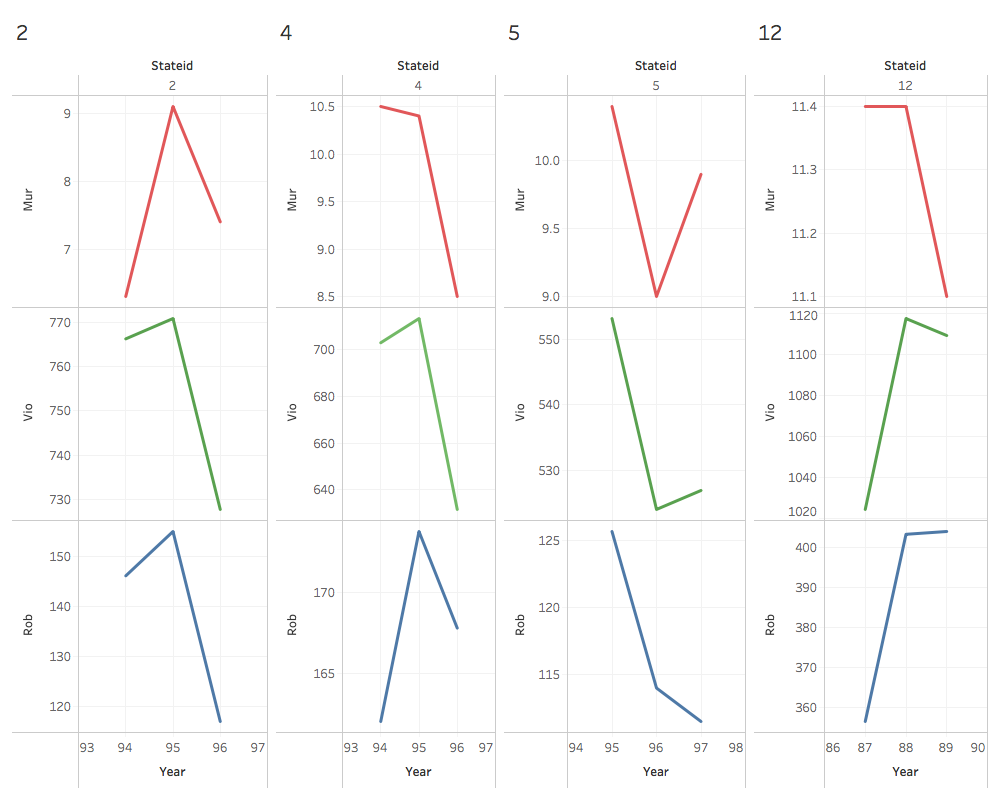 2 4 5 12
Stateid Stateid Stateid Stateid
2 4 5 12
9 10.5 10.0 11.4
8 10.0 9.5 11.3
7 9.5 9.0 11.2
9.0 11.1
8.5
Mur Mur Mur Mur
770 700 550 1120
760 680 540 1100
750 660 530 1080
740 640 1060
730 1040
1020
Vio Vio Vio Vio
150 170 125 400
140 165 120 390
130 115 380
120 370
360
Rob Rob Rob Rob
93 94 95 96 97 93 94 95 96 97 94 95 96 97 98 86 87 88 89 90
Year Year Year Year